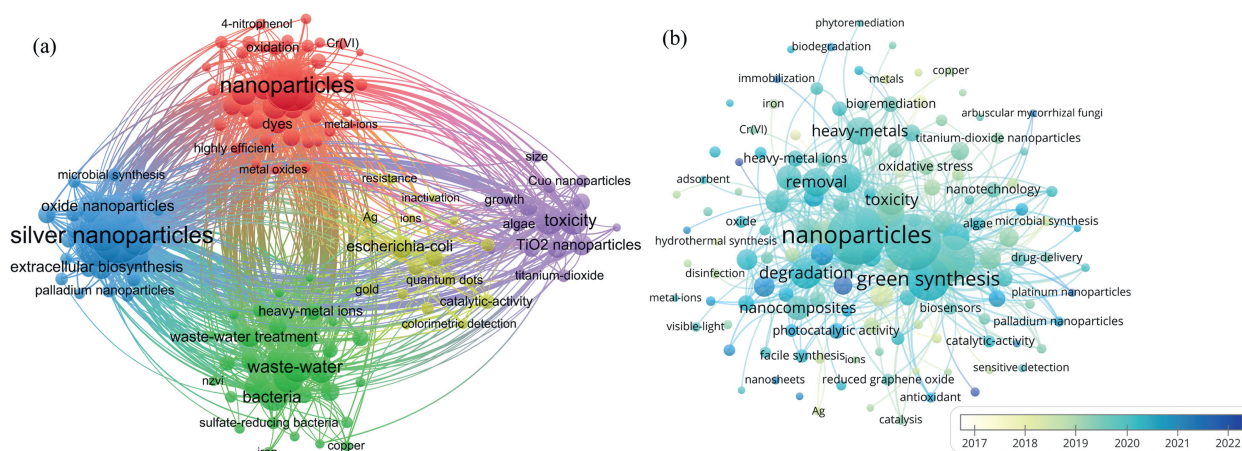 (a)
4-nitrophenol
oxidation
Cr(VI)
nanoparticles
dyes
metal-ions
highly efficient
metal oxides
microbial synthesis
oxide nanoparticles
silver nanoparticles
extracellular biosynthesis
palladium nanoparticles
size
Cuo nanoparticles
resistance
inactivation
growth
Ag
ions
algae
toxicity
escherichia-coli
TiO2 nanoparticles
quantum dots
titanium-dioxide
gold
catalytic-activity
colorimetric detection
heavy-metal ions
waste-water treatment
waste-water
nzvi
bacteria
sulfate-reducing bacteria
copper
(b)
phytoremediation
biodegradation
immobilization
metals
copper
iron
bioremediation
arbuscular mycorrhizal fungi
Cr(VI)
heavy-metals
titanium-dioxide nanoparticles
heavy-metal ions
oxidative stress
adsorbent
removal
nanotechnology
toxicity
oxide
algae
microbial synthesis
nanoparticles
hydrothermal synthesis
drug-delivery
disinfection
degradation
green synthesis
metal-ions
platinum nanoparticles
nanocomposites
biosensors
palladium nanoparticles
visible-light
photocatalytic activity
catalytic-activity
facile synthesis
ions
sensitive detection
nanosheets
reduced graphene oxide
antioxidant
Ag
catalysis
2017 2018 2019 2020 2021 2022